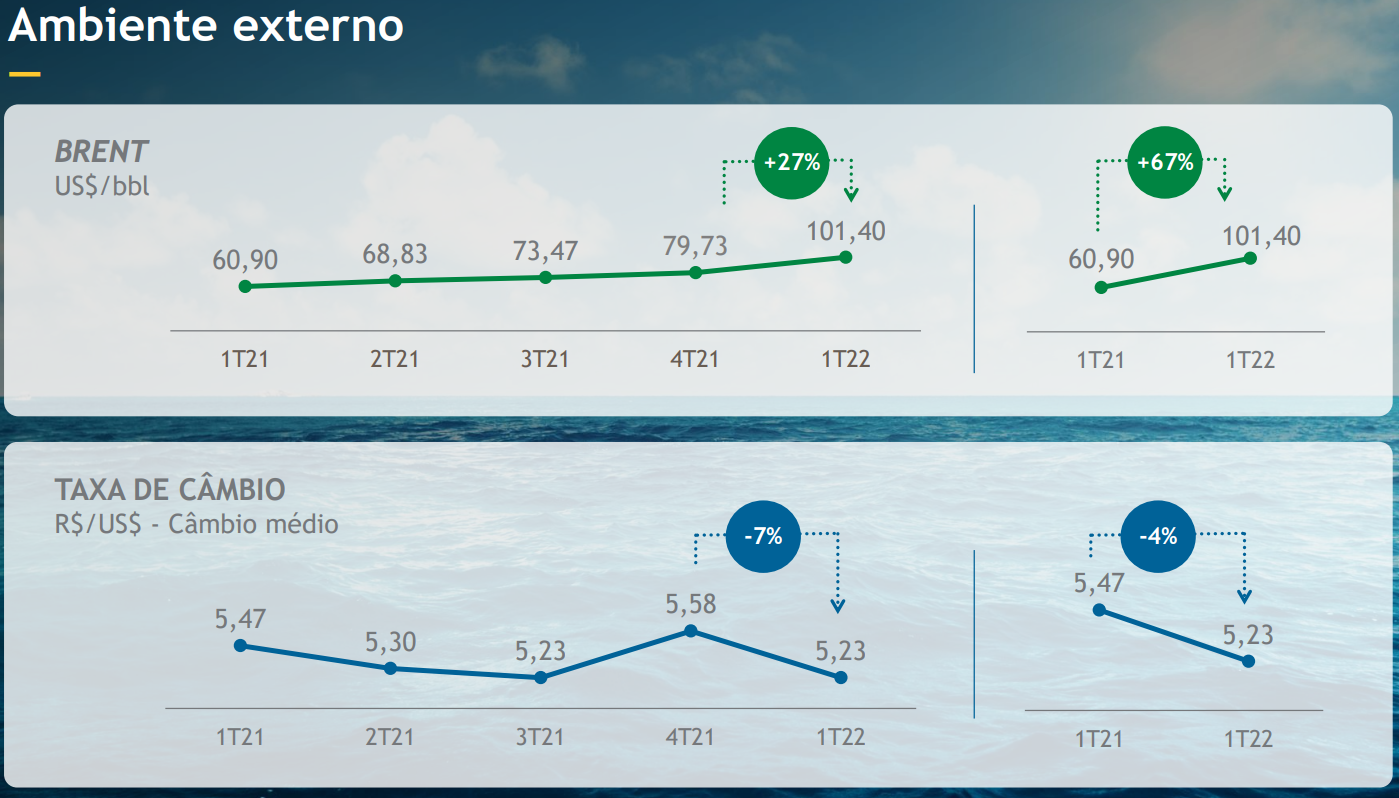 Ambiente externo
BRENT
US$/bbl
+27%
60,90 68,83 73,47 79,73 101,40
1T21 2T21 3T21 4T21 1T22
+67%
60,90 101,40
1T21 1T22
TAXA DE CÂMBIO
R$/US$ - Câmbio médio
-7%
5,47 5,30 5,23 5,58 5,23
1T21 2T21 3T21 4T21 1T22
-4%
5,47 5,23
1T21 1T22